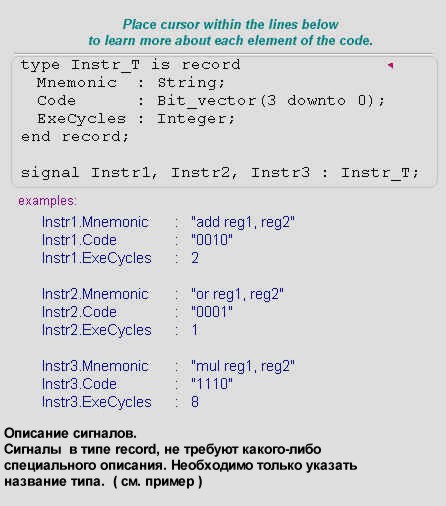 Place cursor within the lines below
to learn more about each element of the code.
type Instr_T is record
Mnemonic : String;
Code : Bit_vector(3 downto 0);
ExeCycles : Integer;
end record;
signal Instr1, Instr2, Instr3 : Instr_T;
examples:
Instr1.Mnemonic : "add reg1, reg2"
Instr1.Code : "0010"
Instr1.ExeCycles : 2
Instr2.Mnemonic : "or reg1, reg2"
Instr2.Code : "0001"
Instr2.ExeCycles : 1
Instr3.Mnemonic : "mul reg1, reg2"
Instr3.Code : "1110"
Instr3.ExeCycles : 8
Описание сигналов.
Сигналы в типе record, не требуют какого-либо
специального описания. Необходимо только указать
название типа. ( см. пример )